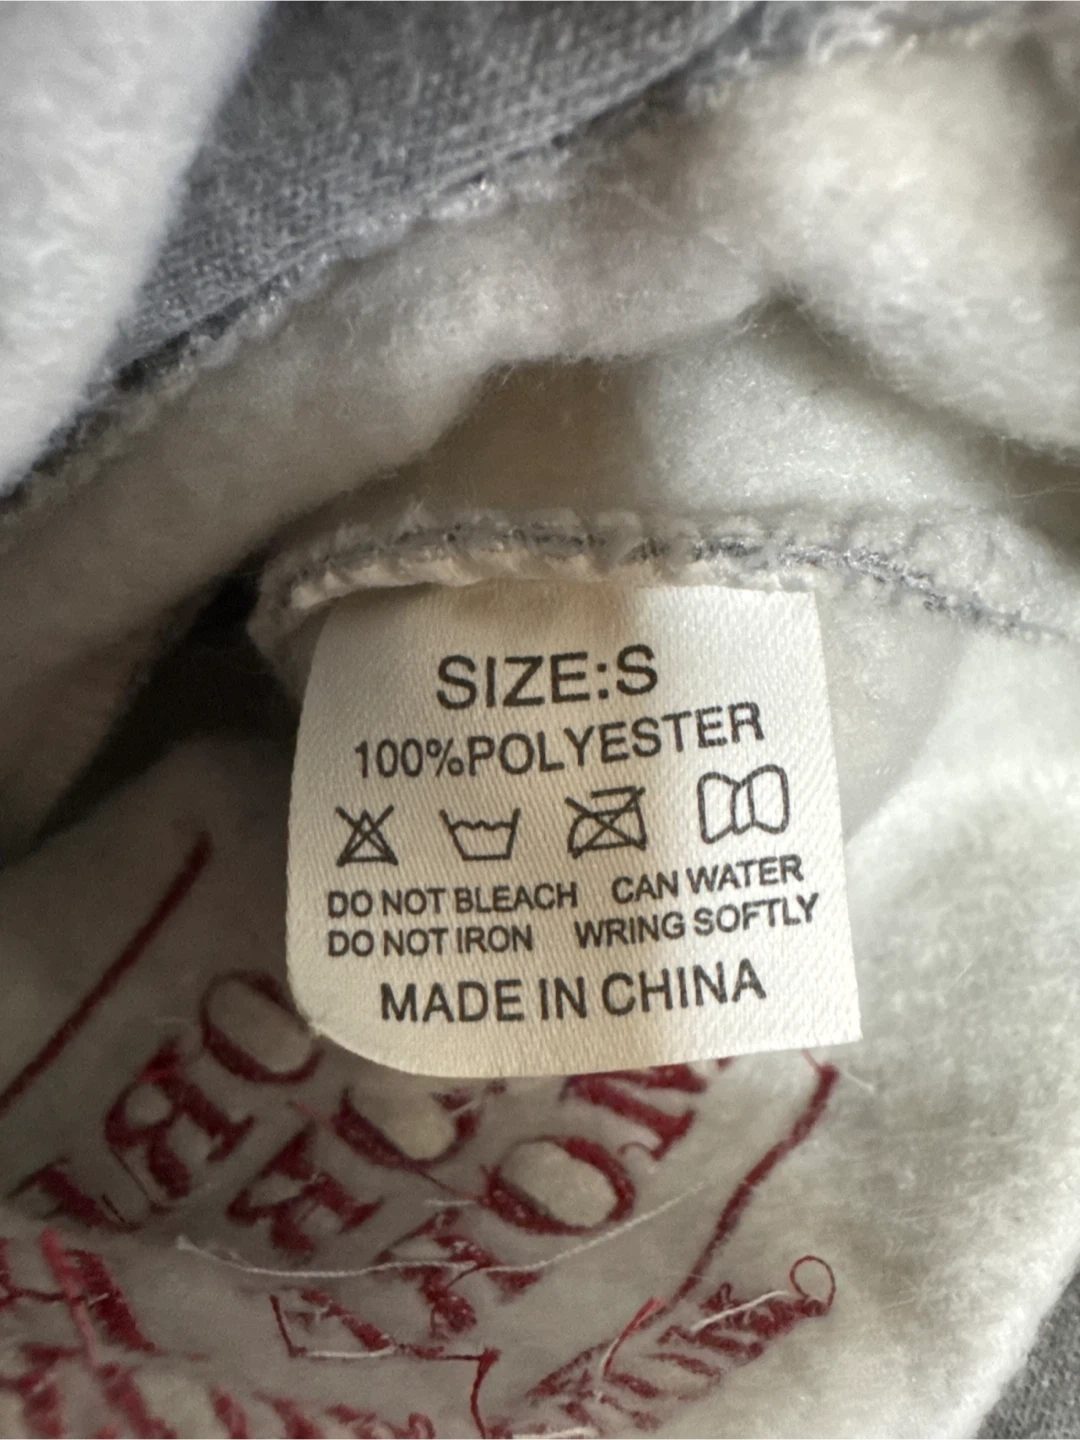 SIZE:S
100%POLYESTER
DO NOT BLEACH CAN WATER
DO NOT IRON WRING SOFTLY
MADE IN CHINA